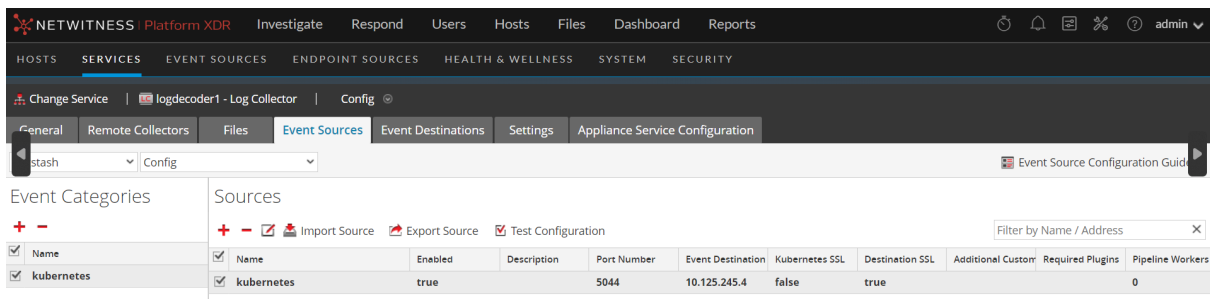 NETWITNESS Platform XDR Investigate Respond Users Hosts Files Dashboard Reports admin
HOSTS SERVICES EVENT SOURCES ENDPOINT SOURCES HEALTH & WELLNESS SYSTEM SECURITY
Change Service | LC logdecoder1 - Log Collector | Config
General Remote Collectors Files Event Sources Event Destinations Settings Appliance Service Configuration
stash Config Event Source Configuration Guide
Event Categories Sources
Import Source Export Source Test Configuration Filter by Name / Address
Name Name Enabled Description Port Number Event Destination Kubernetes SSL Destination SSL Additional Custom Required Plugins Pipeline Workers
kubernetes kubernetes true 5044 10.125.245.4 false true 0